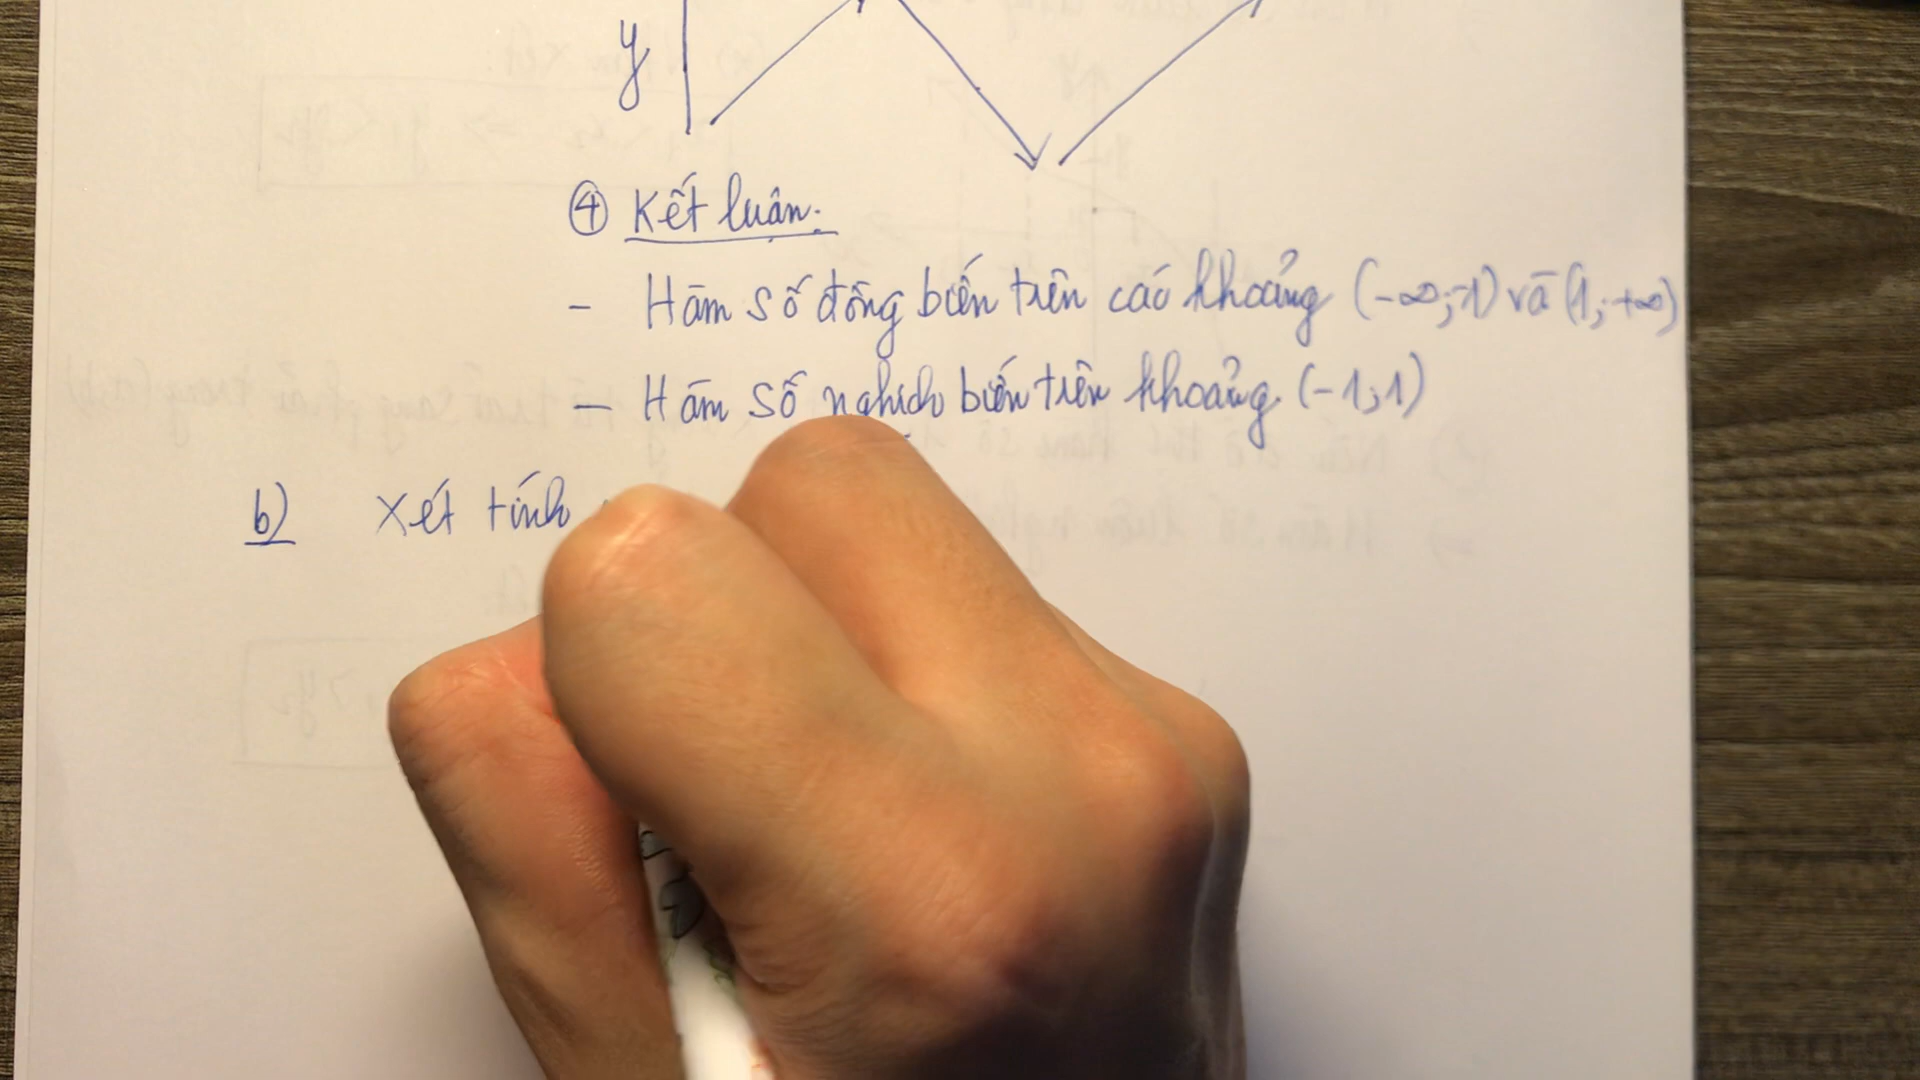 y
④ Kết luận:
- Hàm số đồng biến trên các khoảng (-∞;-1) và (1;+∞)
- Hàm số nghịch biến trên khoảng (-1;1)
b) Xét tính